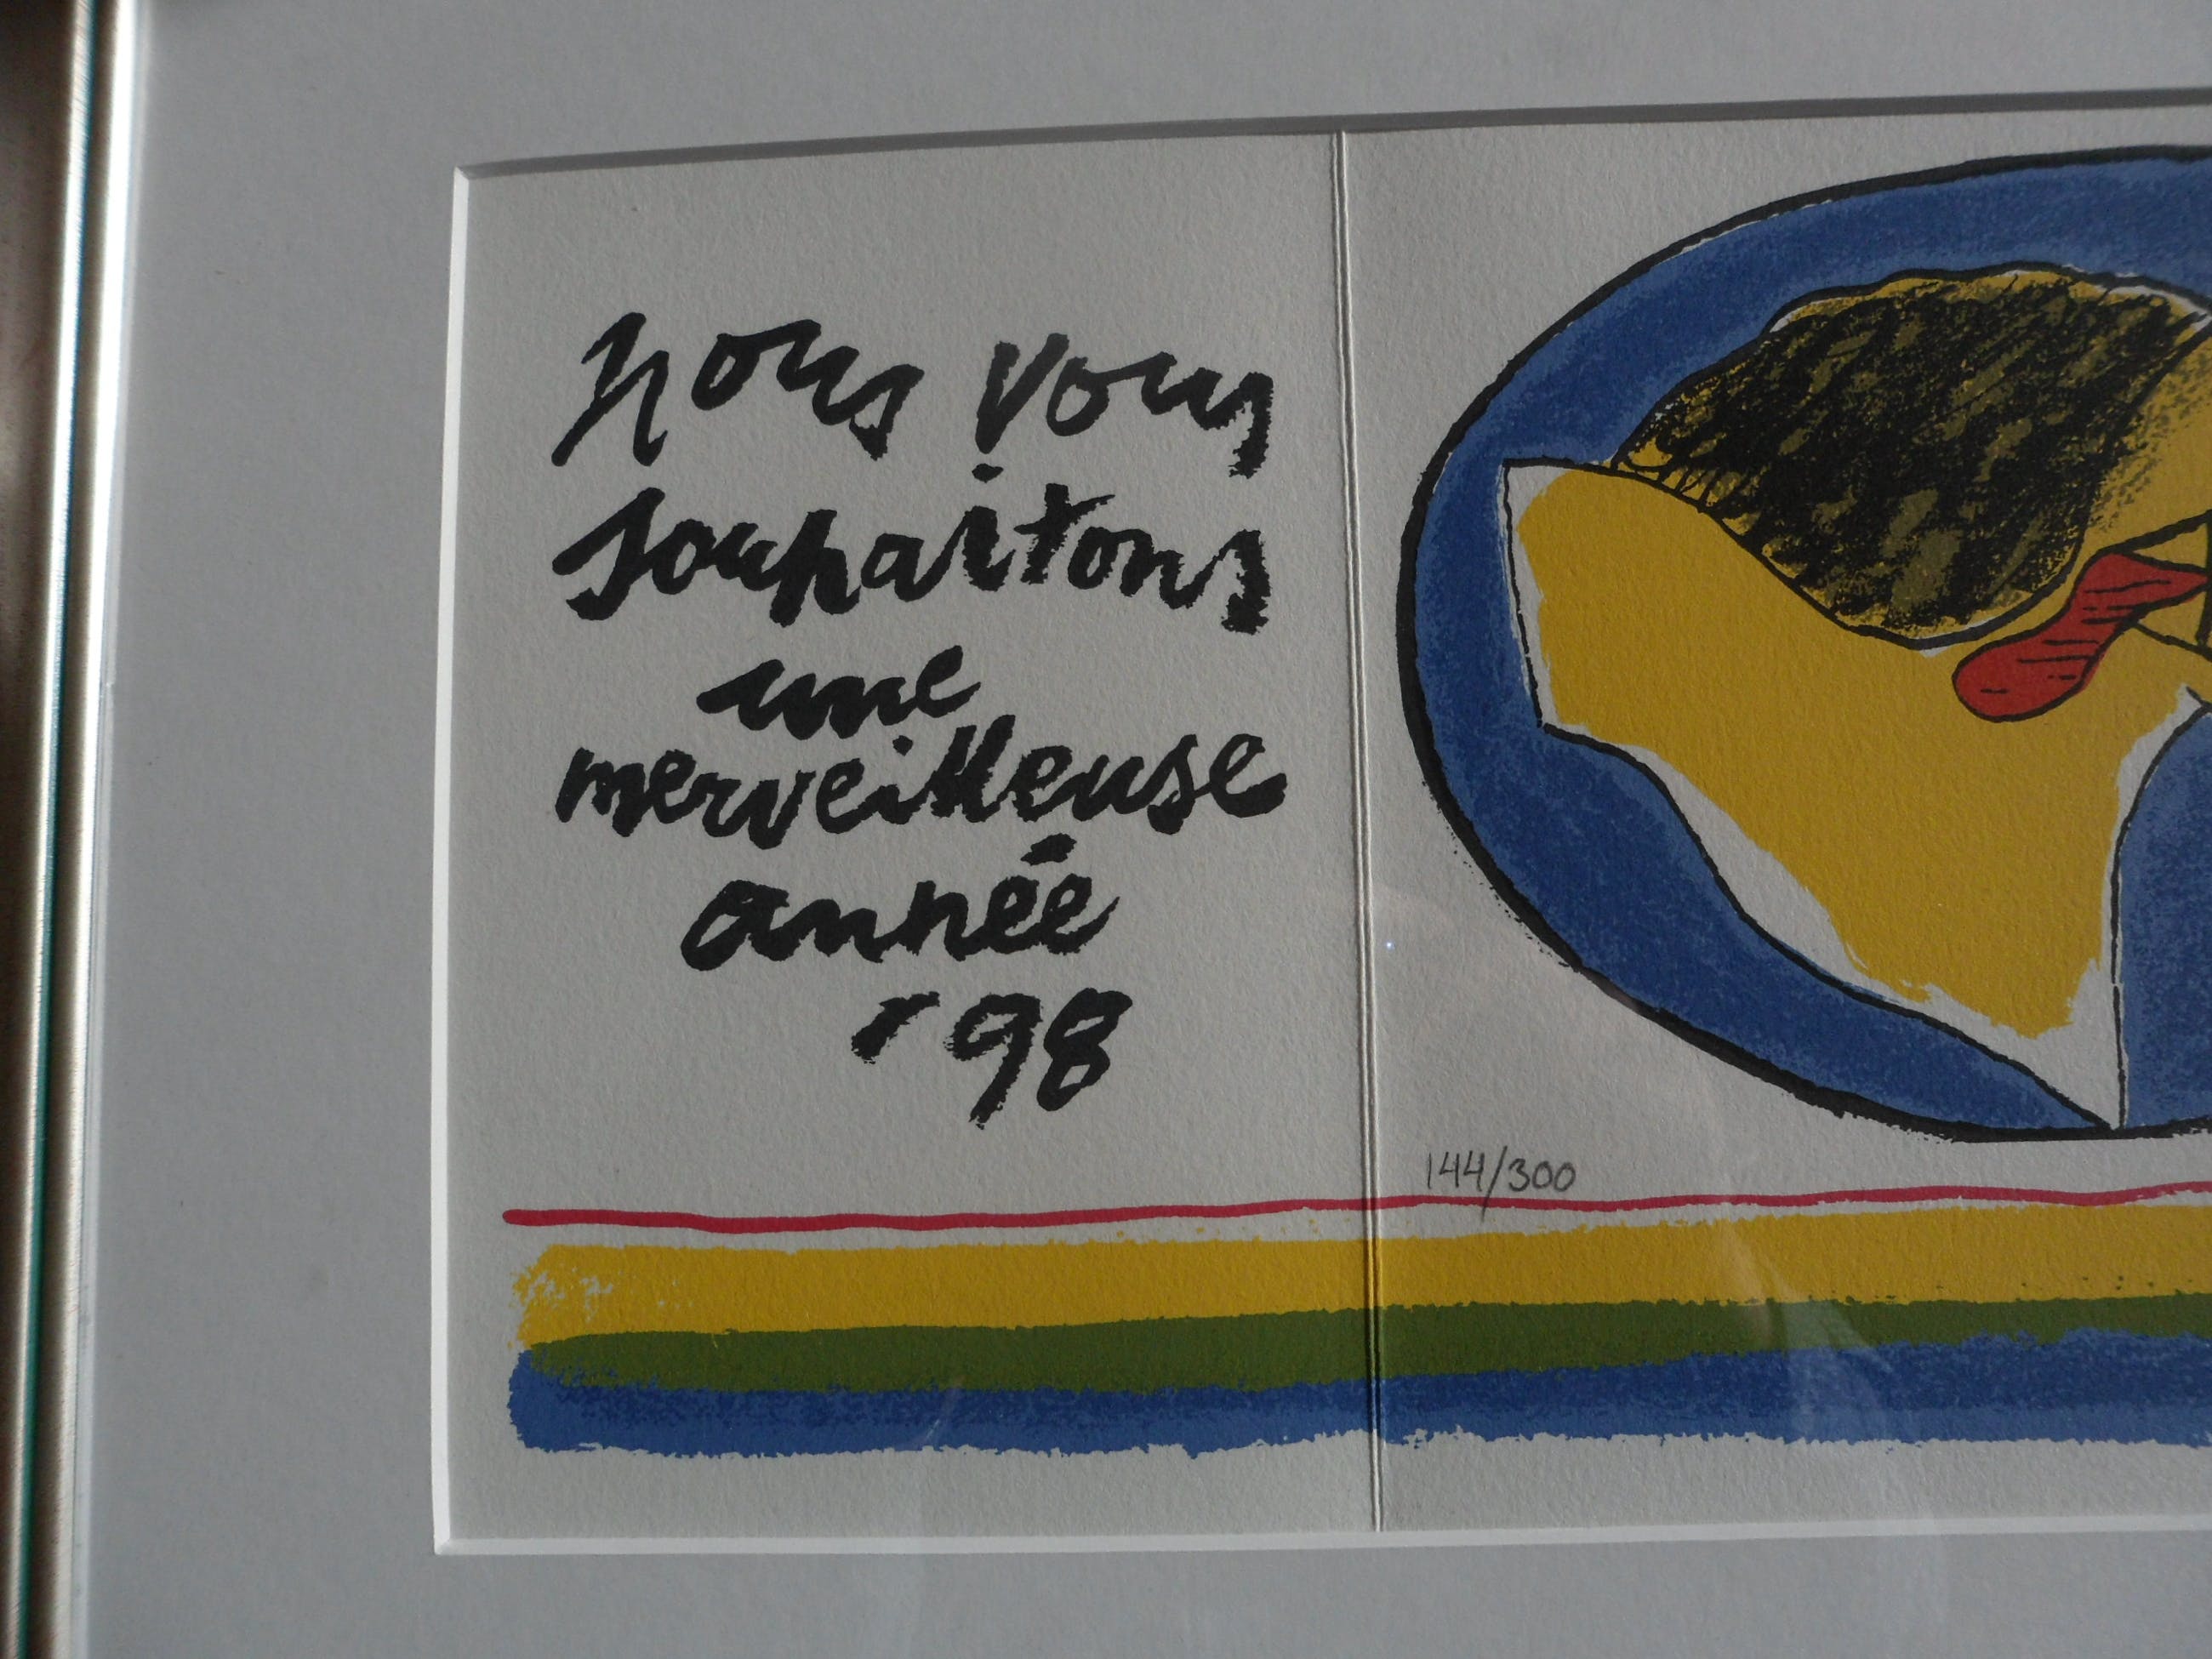 nous vous
souhaitons
une
merveilleuse
année
'98
144/300